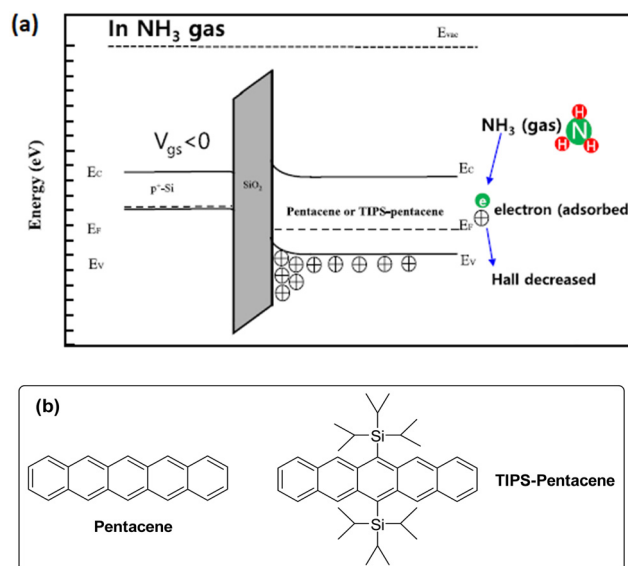 (a)
In NH₃ gas
Evac
Energy (eV)
Vgs<0
NH₃ (gas)
H
N
H
H
EC
p⁺-Si
SiO₂
EC
Pentacene or TIPS-pentacene
e
electron (adsorbed)
EF
EF
EV
EV
Hall decreased
(b)
Si
TIPS-Pentacene
Pentacene
Si